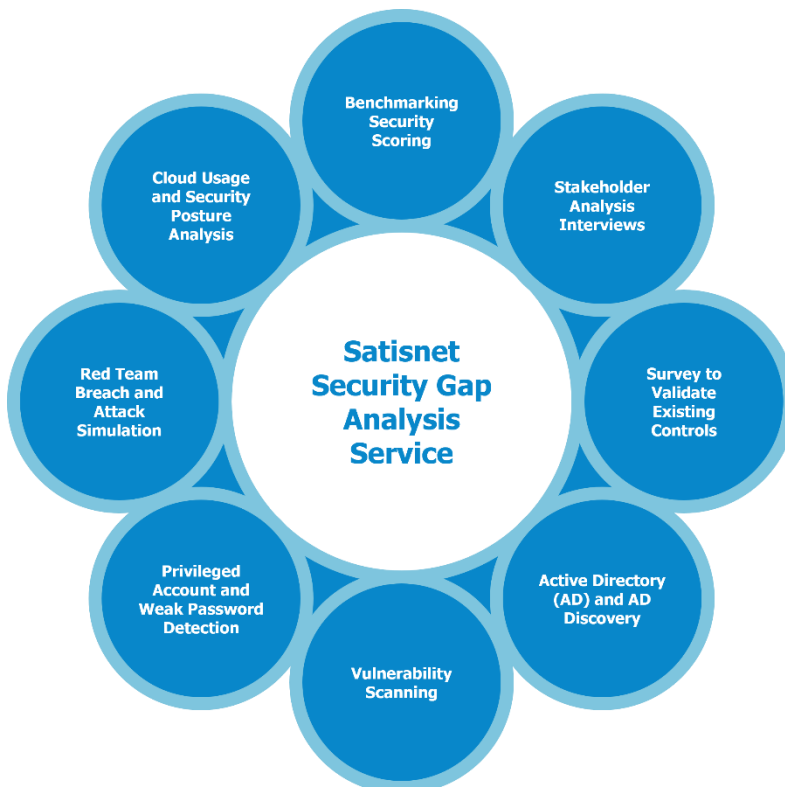 Benchmarking
Security
Scoring
Cloud Usage
and Security
Posture
Analysis
Stakeholder
Analysis
Interviews
Red Team
Breach and
Attack
Simulation
Satisnet
Security Gap
Analysis
Service
Survey to
Validate
Existing
Controls
Privileged
Account and
Weak Password
Detection
Active Directory
(AD) and AD
Discovery
Vulnerability
Scanning